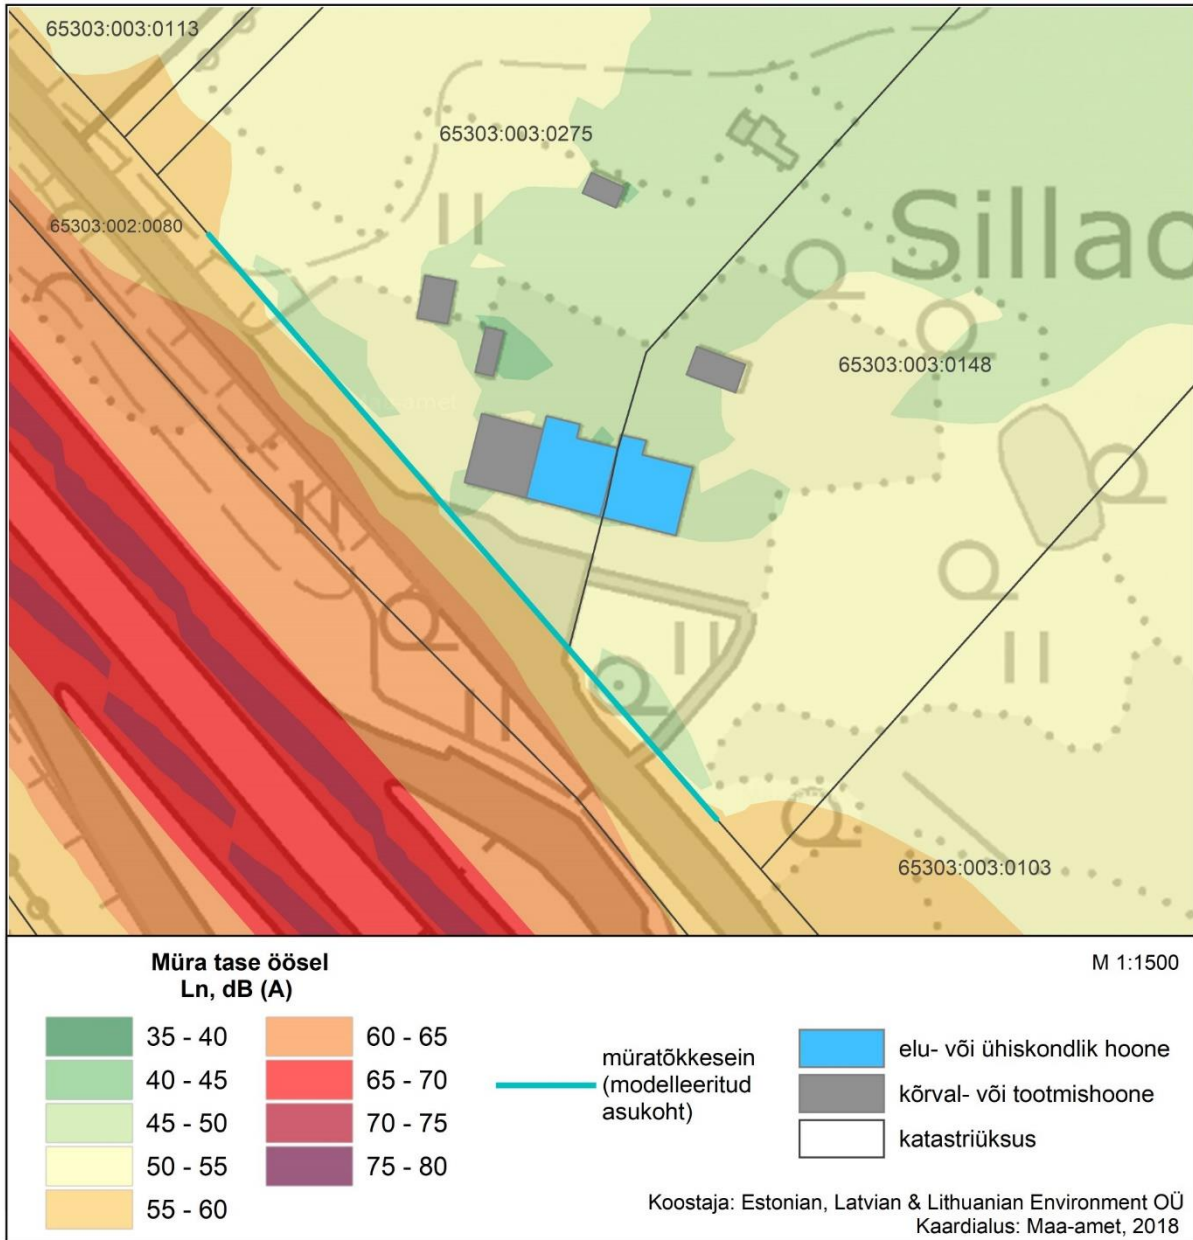 65303:003:0113
65303:003:0275
65303:002:0080
Sillao
65303:003:0148
65303:003:0103
Müra tase öösel
Ln, dB (A)
35 - 40
40 - 45
45 - 50
50 - 55
55 - 60
60 - 65
65 - 70
70 - 75
75 - 80
müratõkkesein
(modelleeritud
asukoht)
M 1:1500
elu- või ühiskondlik hoone
kõrval- või tootmishoone
katastriüksus
Koostaja: Estonian, Latvian & Lithuanian Environment OÜ
Kaardialus: Maa-amet, 2018